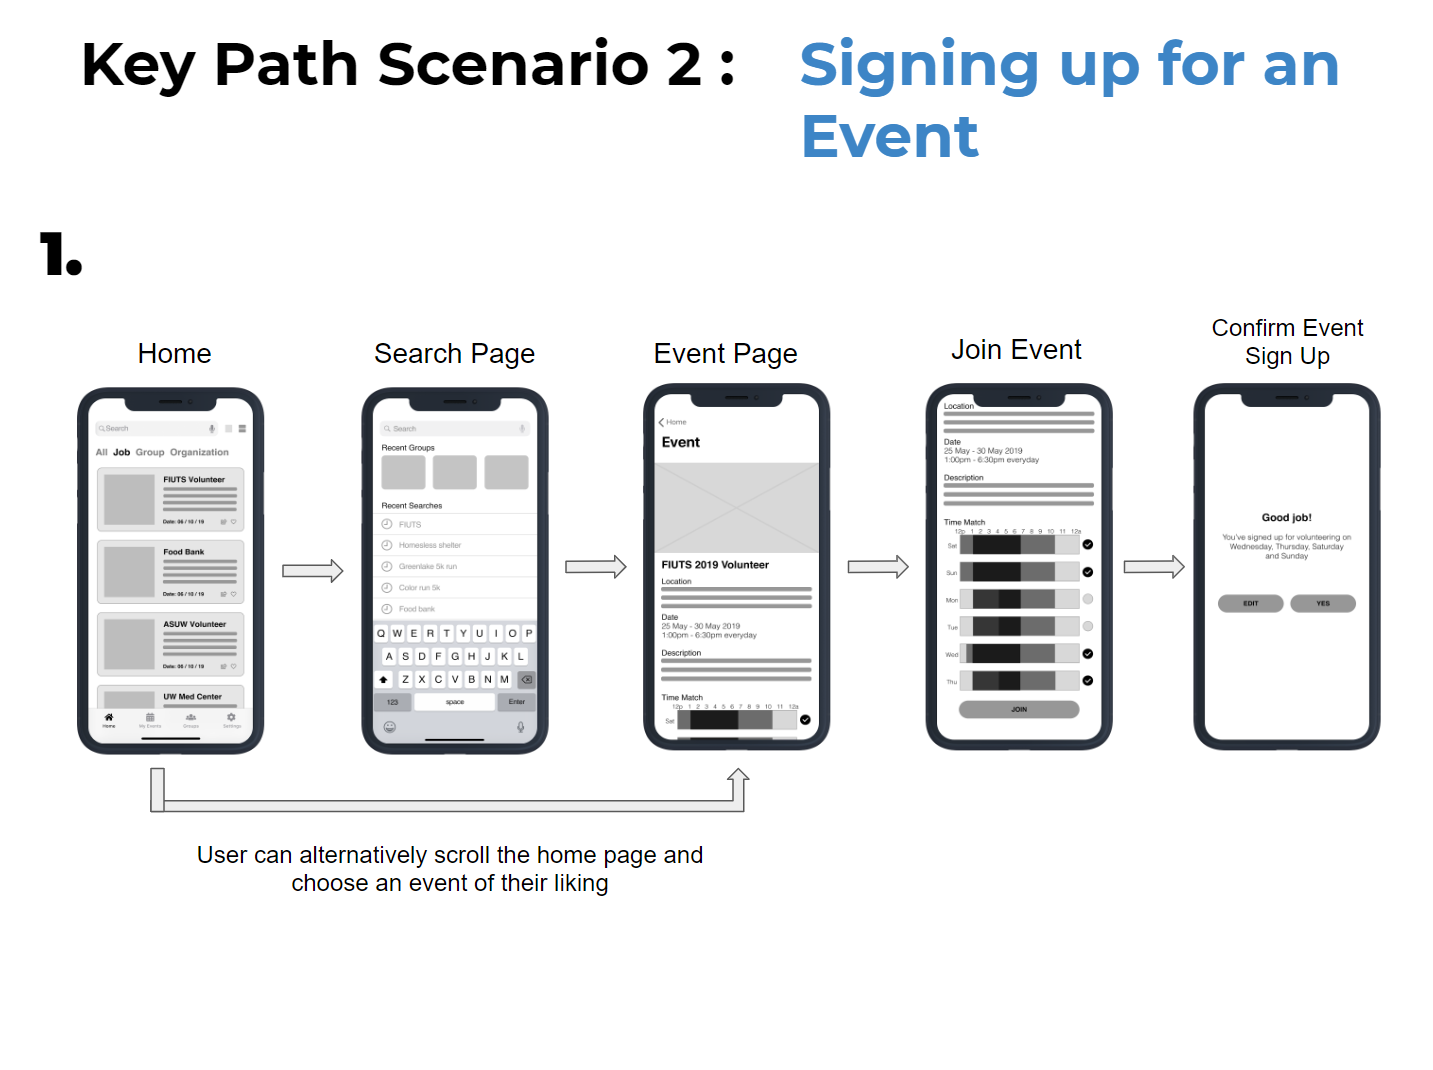 Key Path Scenario 2 :
Signing up for an
Event
1.
Home
Search Page
Event Page
Join Event
Confirm Event
Sign Up
Search
All Job Group Organization
FIUTS Volunteer
Date: 06 / 10 / 19
Food Bank
Date: 06 / 10 / 19
ASUW Volunteer
Date: 06 / 10 / 19
UW Med Center
Home My Events Groups Settings
Search
Recent Groups
Recent Searches
FIUTS
Homesless shelter
Greenlake 5k run
Color run 5k
Food bank
Q W E R T Y U I O P
A S D F G H J K L
Z X C V B N M
123 space Enter
Home
Event
FIUTS 2019 Volunteer
Location
Date
25 May - 30 May 2019
1:00pm - 6:30pm everyday
Description
Time Match
12p 1 2 3 4 5 6 7 8 9 10 11 12a
Sat
Location
Date
25 May - 30 May 2019
1:00pm - 6:30pm everyday
Description
Time Match
12p 1 2 3 4 5 6 7 8 9 10 11 12a
Sat
Sun
Mon
Tue
Wed
Thu
JOIN
Good job!
You've signed up for volunteering on
Wednesday, Thursday, Saturday
and Sunday
EDIT YES
User can alternatively scroll the home page and
choose an event of their liking